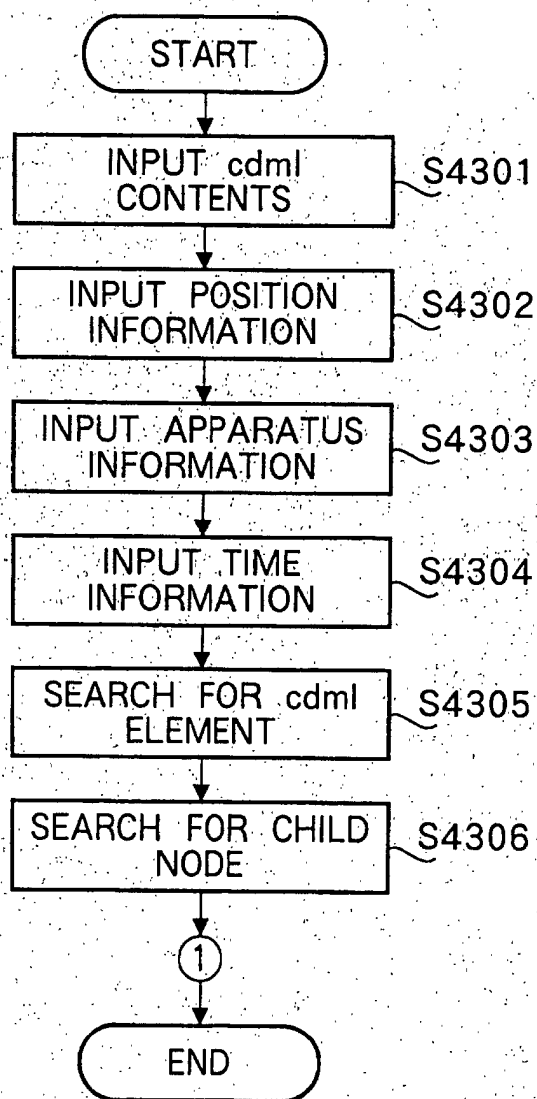 START
INPUT cdml
CONTENTS
S4301
INPUT POSITION
INFORMATION
S4302
INPUT APPARATUS
INFORMATION
S4303
INPUT TIME
INFORMATION
S4304
SEARCH FOR cdml
ELEMENT
S4305
SEARCH FOR CHILD
NODE
S4306
1
END